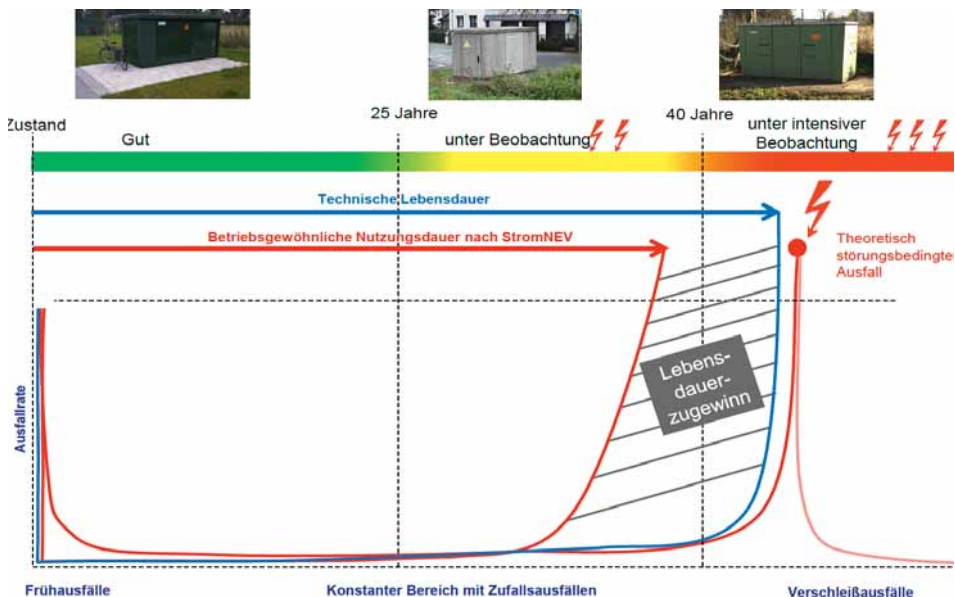 25 Jahre
40 Jahre
Zustand
Gut
unter Beobachtung
unter intensiver
Beobachtung
Technische Lebensdauer
Betriebsgewöhnliche Nutzungsdauer nach StromNEV
Theoretisch
störungsbedingter
Ausfall
Lebens-
dauer-
zugewinn
Ausfallrate
Frühausfälle
Konstanter Bereich mit Zufallsausfällen
Verschleißausfälle